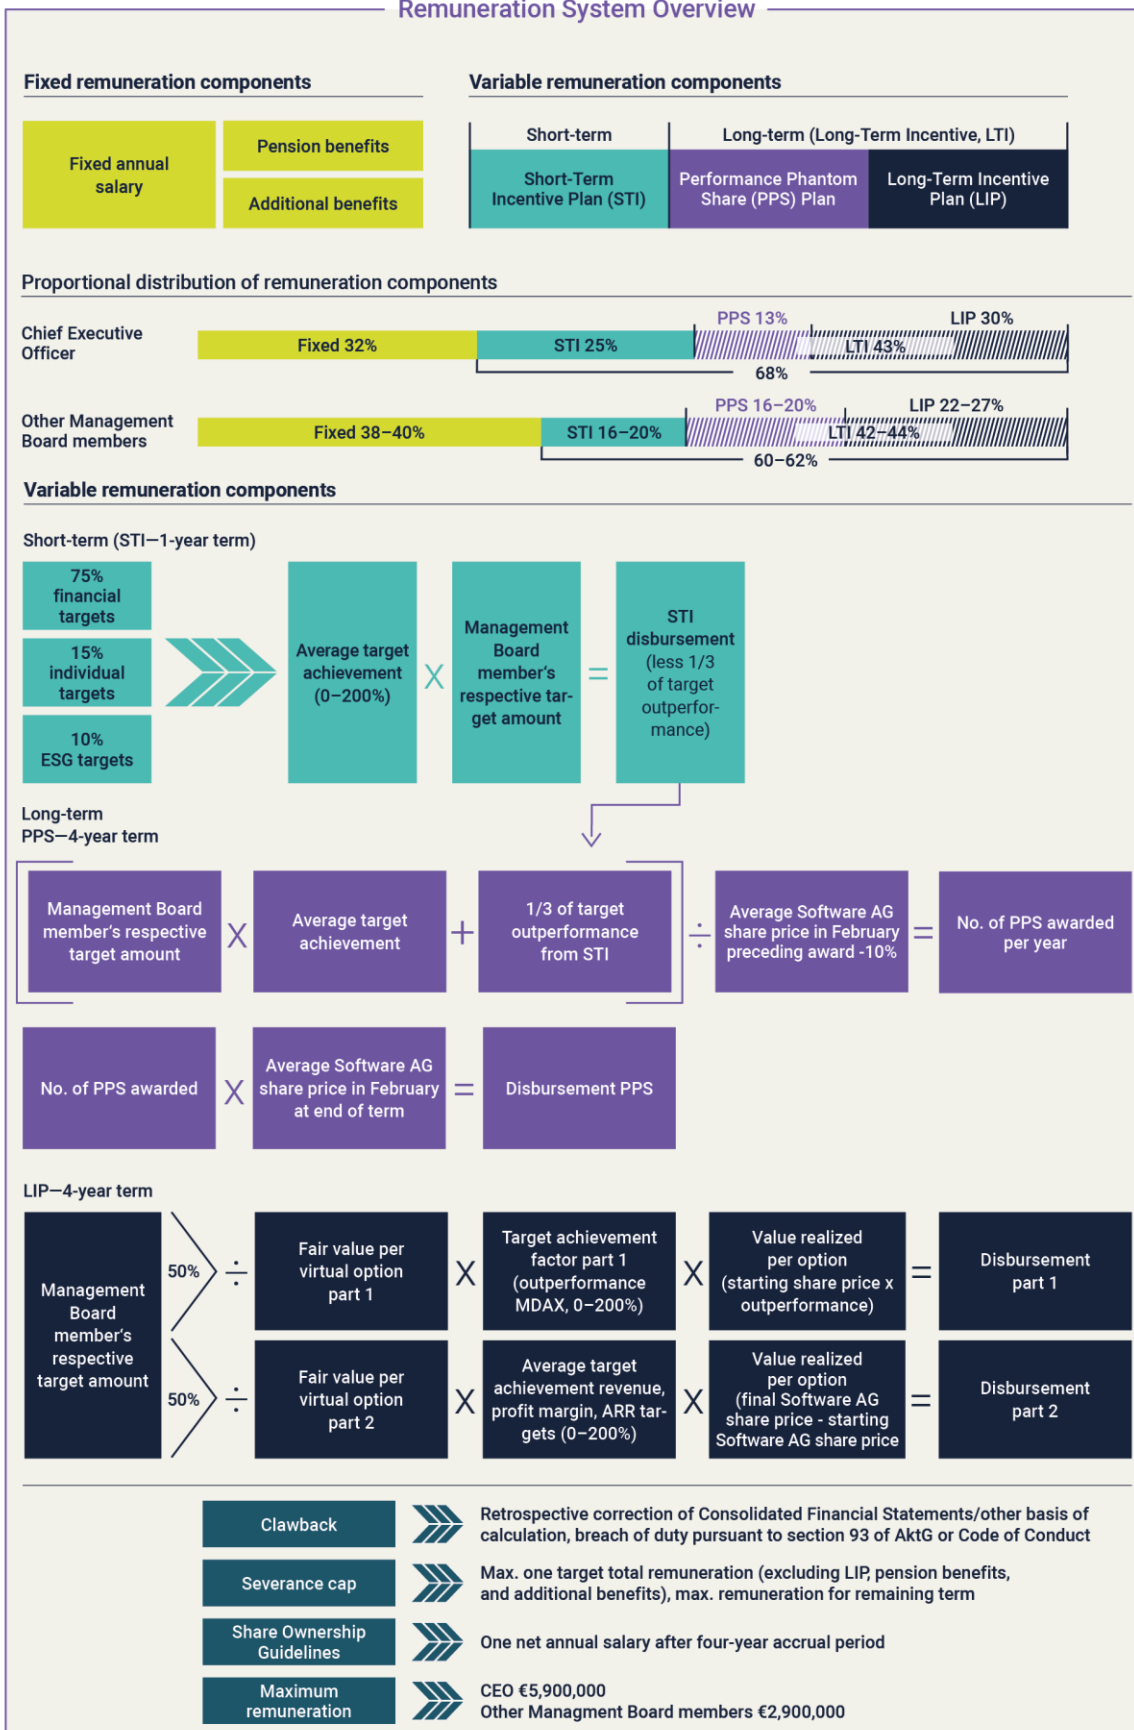 Remuneration System Overview
Fixed remuneration components
Fixed annual
salary
Pension benefits
Additional benefits
Variable remuneration components
Short-term
Long-term (Long-Term Incentive, LTI)
Short-Term
Incentive Plan (STI)
Performance Phantom
Share (PPS) Plan
Long-Term Incentive
Plan (LIP)
Proportional distribution of remuneration components
Chief Executive
Officer
Fixed 32%
STI 25%
PPS 13%
LIP 30%
LTI 43%
68%
Other Management
Board members
Fixed 38–40%
STI 16–20%
PPS 16–20%
LIP 22–27%
LTI 42–44%
60–62%
Variable remuneration components
Short-term (STI—1-year term)
75%
financial
targets
15%
individual
targets
10%
ESG targets
Average target
achievement
(0–200%)
X
Management
Board
member‘s
respective tar-
get amount
=
STI
disbursement
(less 1/3
of target
outperfor-
mance)
Long-term
PPS—4-year term
Management Board
member's respective
target amount
X
Average target
achievement
+
1/3 of target
outperformance
from STI
÷
Average Software AG
share price in February
preceding award -10%
=
No. of PPS awarded
per year
No. of PPS awarded
X
Average Software AG
share price in February
at end of term
=
Disbursement PPS
LIP—4-year term
Management
Board
member‘s
respective
target amount
50%
÷
Fair value per
virtual option
part 1
X
Target achievement
factor part 1
(outperformance
MDAX, 0–200%)
X
Value realized
per option
(starting share price x
outperformance)
=
Disbursement
part 1
50%
÷
Fair value per
virtual option
part 2
X
Average target
achievement revenue,
profit margin, ARR tar-
gets (0–200%)
X
Value realized
per option
(final Software AG
share price - starting
Software AG share price
=
Disbursement
part 2
Clawback
Retrospective correction of Consolidated Financial Statements/other basis of
calculation, breach of duty pursuant to section 93 of AktG or Code of Conduct
Severance cap
Max. one target total remuneration (excluding LIP, pension benefits,
and additional benefits), max. remuneration for remaining term
Share Ownership
Guidelines
One net annual salary after four-year accrual period
Maximum
remuneration
CEO €5,900,000
Other Managment Board members €2,900,000